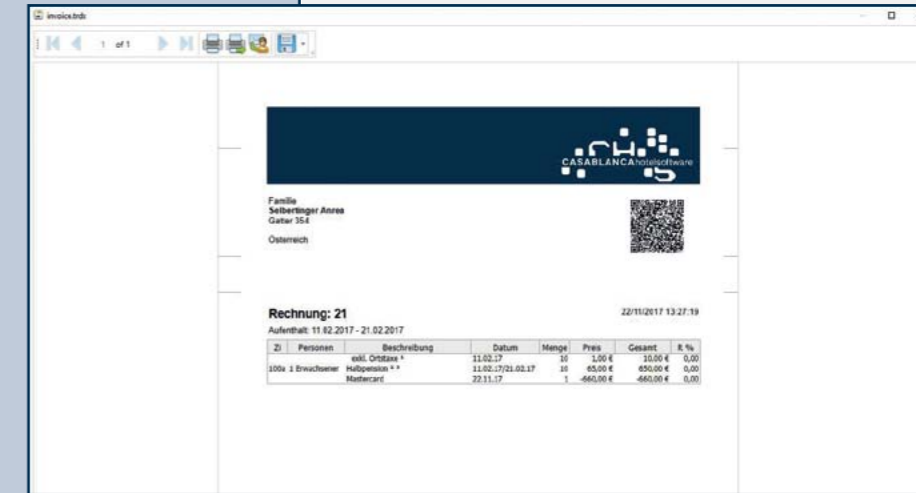 invoice.trds
1 of 1
CASABLANCAhotelsoftware
Familie
Selbertinger Anrea
Gatter 354
Österreich
Rechnung: 21 22/11/2017 13:27:19
Aufenthalt: 11.02.2017 - 21.02.2017
Zi Personen Beschreibung Datum Menge Preis Gesamt R %
exkl. Ortstaxe 11.02.17 10 1,00 € 10,00 € 0,00
100a 1 Erwachsener Halbpension 11.02.17/21.02.17 10 65,00 € 650,00 € 0,00
Mastercard 22.11.17 1 -660,00 € -660,00 € 0,00